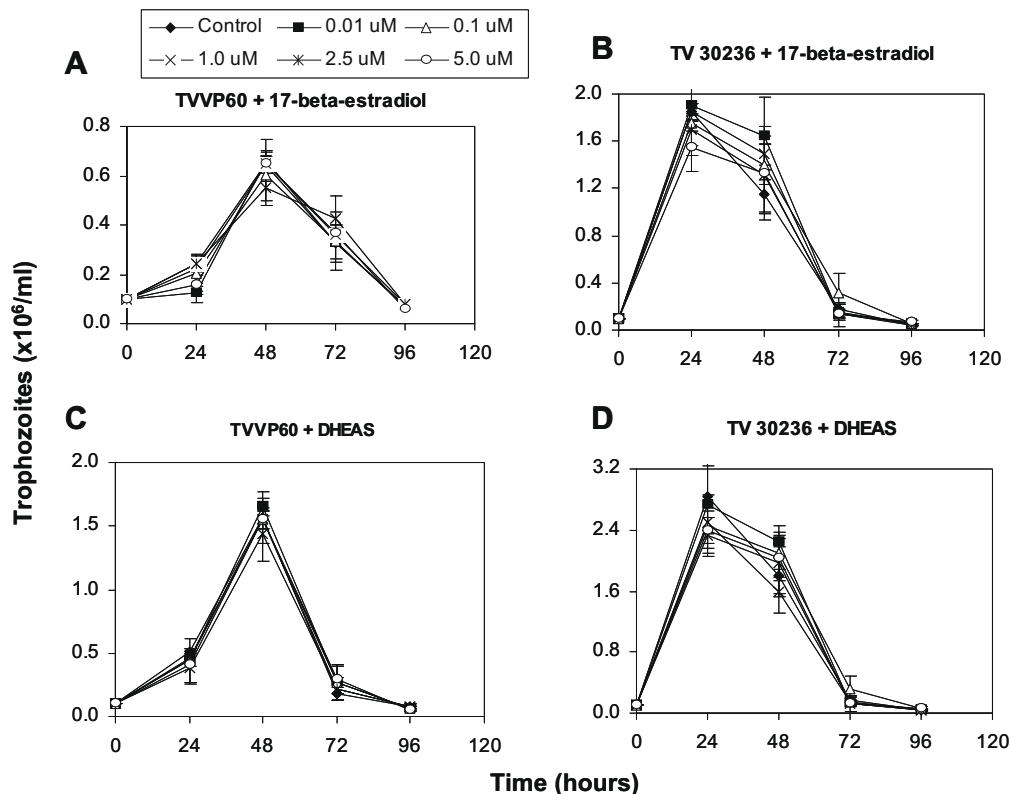 Control 0.01 uM 0.1 uM
1.0 uM 2.5 uM 5.0 uM
A
TVVP60 + 17-beta-estradiol
0.8
0.6
0.4
0.2
0.0
0 24 48 72 96 120
B
TV 30236 + 17-beta-estradiol
2.0
1.6
1.2
0.8
0.4
0.0
0 24 48 72 96 120
Trophozoites (x10⁶/ml)
C
TVVP60 + DHEAS
2.0
1.5
1.0
0.5
0.0
0 24 48 72 96 120
D
TV 30236 + DHEAS
3.2
2.4
1.6
0.8
0.0
0 24 48 72 96 120
Time (hours)